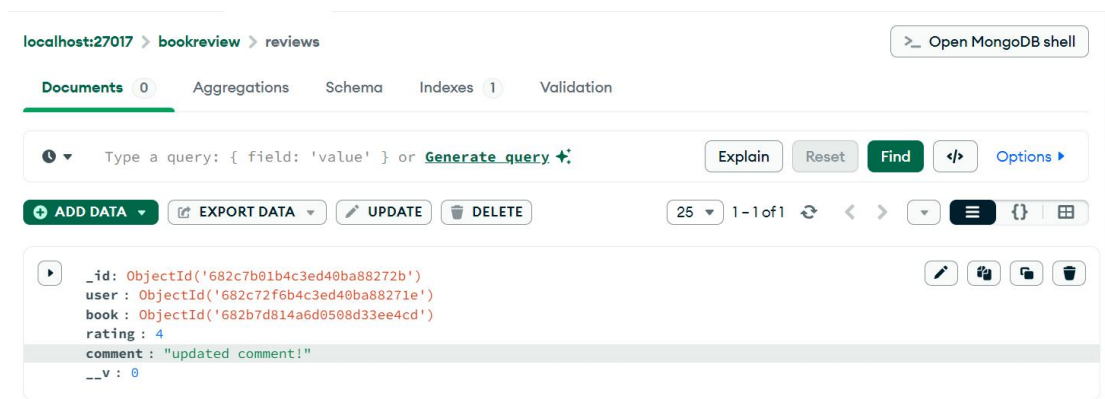 localhost:27017 > bookreview > reviews
>_ Open MongoDB shell
Documents 0 Aggregations Schema Indexes 1 Validation
Type a query: { field: 'value' } or Generate query
Explain Reset Find </> Options
ADD DATA EXPORT DATA UPDATE DELETE 25 1 – 1 of 1 {}
_id: ObjectId('682c7b01b4c3ed40ba88272b')
user : ObjectId('682c72f6b4c3ed40ba88271e')
book : ObjectId('682b7d814a6d0508d33ee4cd')
rating : 4
comment : "updated comment!"
__v : 0